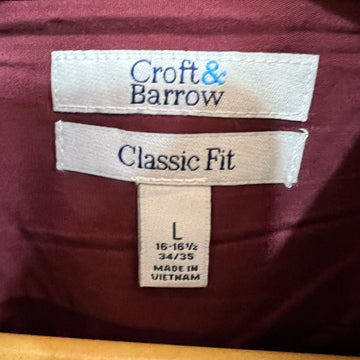 Croft&
Barrow
Classic Fit
L
16-16½
34/35
MADE IN
VIETNAM